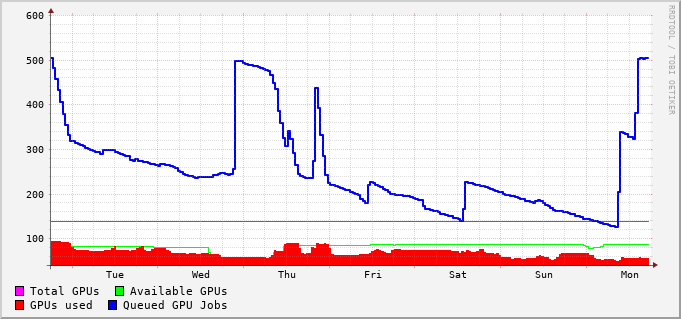 600
500
400
300
200
100
Tue Wed Thu Fri Sat Sun Mon
Total GPUs Available GPUs
GPUs used Queued GPU Jobs
RRDTOOL / TOBI OETIKER